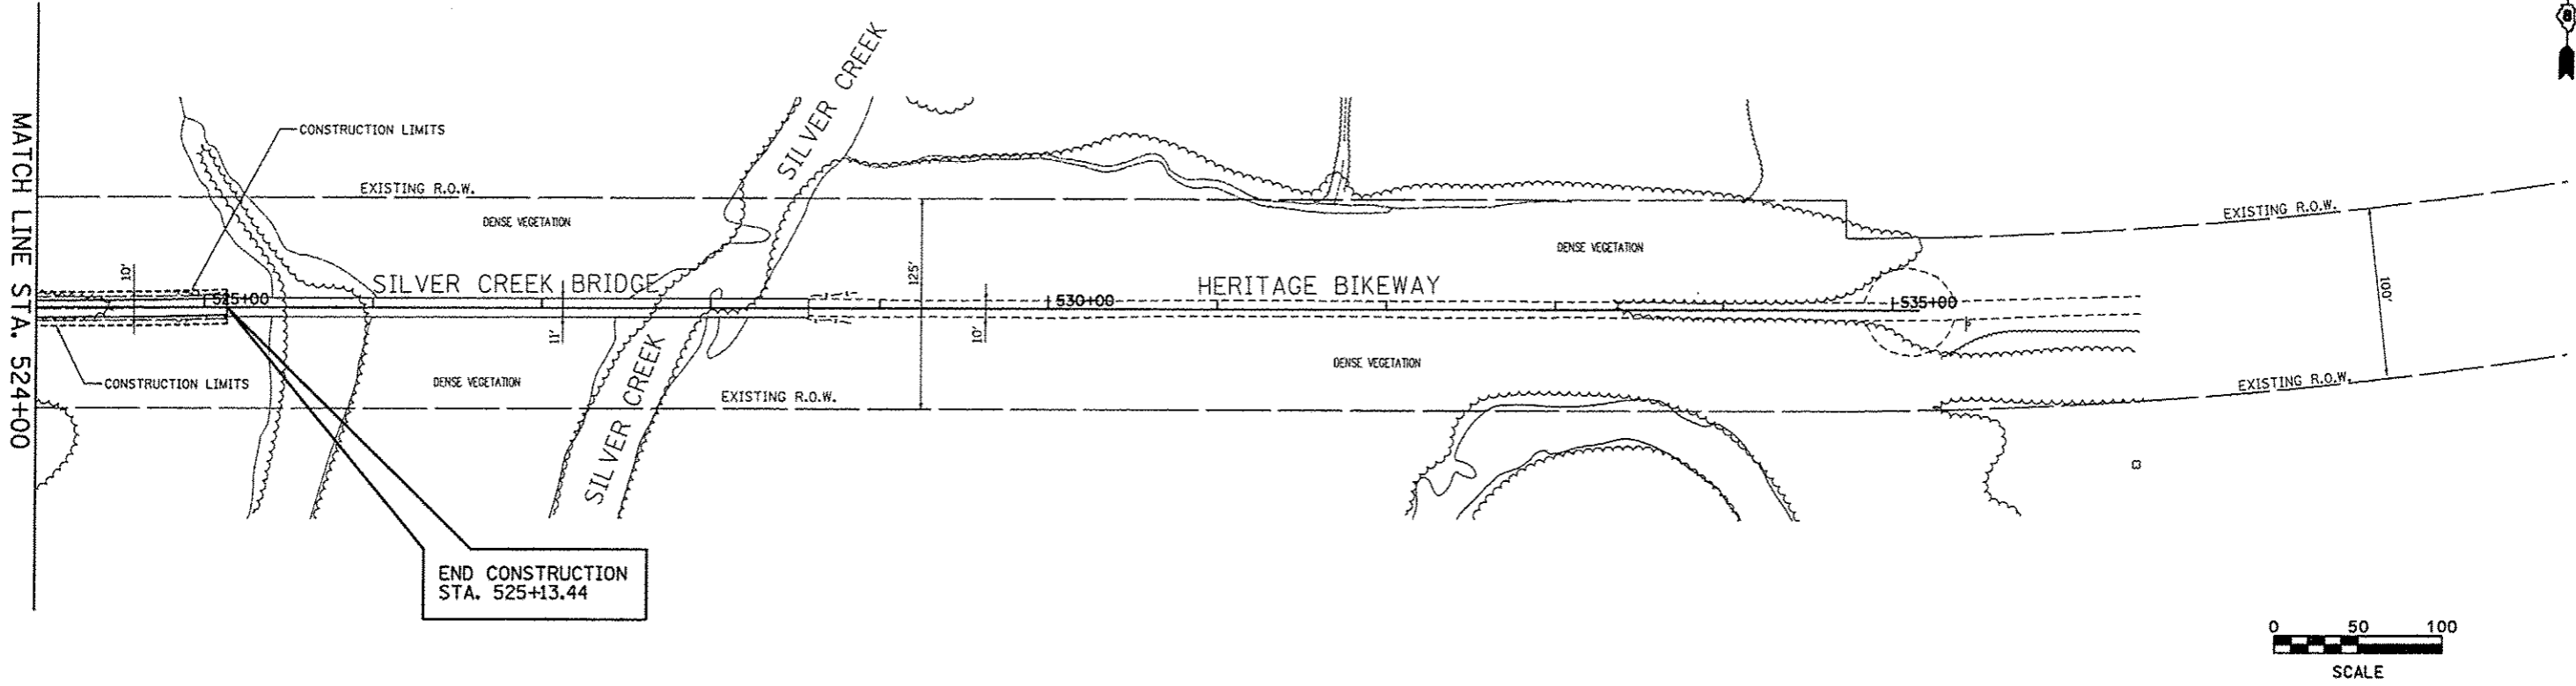 SILVER CREEK
CONSTRUCTION LIMITS
MATCH LINE STA. 524+00
EXISTING R.O.W.
DENSE VEGETATION
EXISTING R.O.W.
DENSE VEGETATION
10'
SILVER CREEK BRIDGE
125'
HERITAGE BIKEWAY
525+00
530+00
535+00
100'
11'
10'
SILVER CREEK
DENSE VEGETATION
CONSTRUCTION LIMITS
DENSE VEGETATION
EXISTING R.O.W.
EXISTING R.O.W.
END CONSTRUCTION
STA. 525+13.44
0 50 100
SCALE